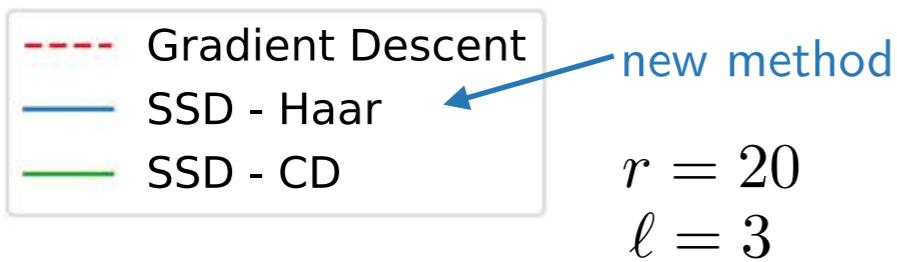 Gradient Descent
new method
SSD - Haar
SSD - CD
r = 20
ℓ = 3